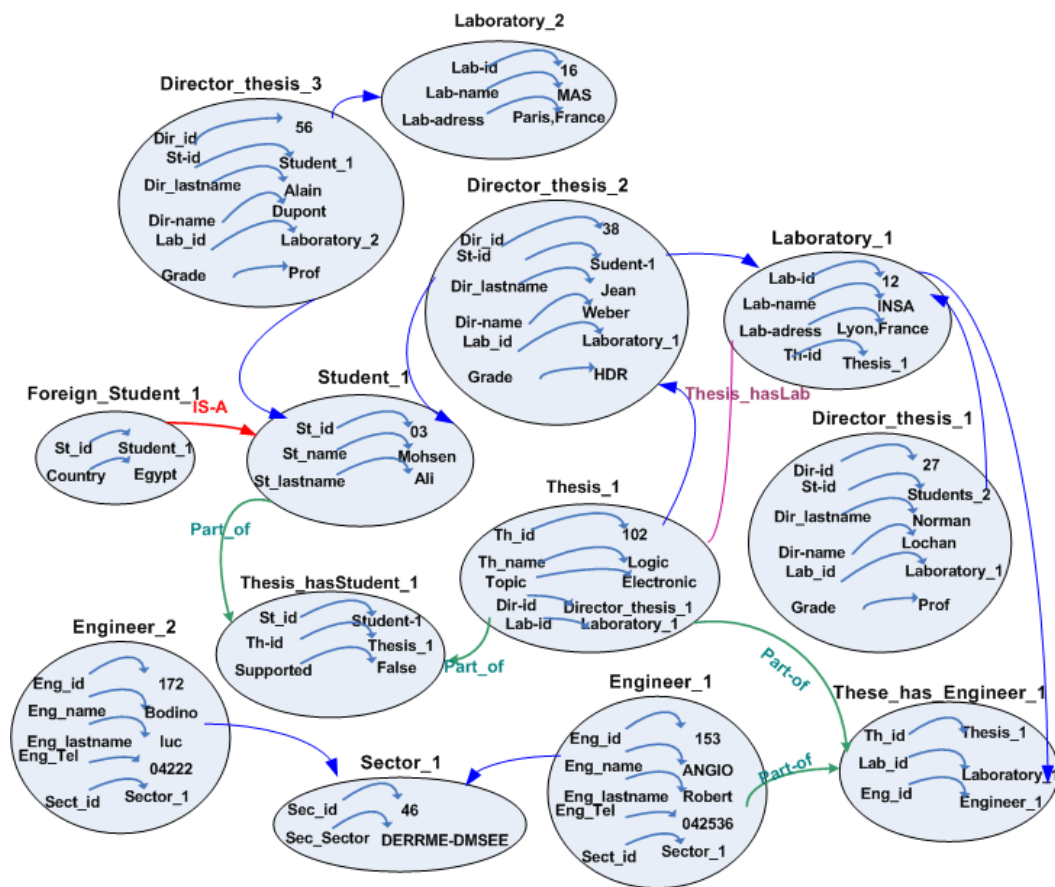 Laboratory_2
Lab-id 16
Lab-name MAS
Lab-adress Paris,France
Director_thesis_3
Dir_id 56
St-id Student_1
Dir_lastname Alain
Dir-name Dupont
Lab_id Laboratory_2
Grade Prof
Director_thesis_2
Dir_id 38
St-id Sudent-1
Dir_lastname Jean
Dir-name Weber
Lab_id Laboratory_1
Grade HDR
Laboratory_1
Lab-id 12
Lab-name INSA
Lab-adress Lyon,France
Th-id Thesis_1
Thesis_hasLab
Foreign_Student_1
IS-A
St_id Student_1
Country Egypt
Student_1
St_id 03
St_name Mohsen
St_lastname Ali
Director_thesis_1
Dir-id 27
St-id Students_2
Dir_lastname Norman
Dir-name Lochan
Lab_id Laboratory_1
Grade Prof
Part_of
Thesis_1
Th_id 102
Th_name Logic
Topic Electronic
Dir-id Director_thesis_1
Lab-id Laboratory_1
Thesis_hasStudent_1
St_id Student-1
Th-id Thesis_1
Supported False
Part_of
Part-of
Engineer_2
Eng_id 172
Eng_name Bodino
Eng_lastname luc
Eng_Tel 04222
Sect_id Sector_1
Sector_1
Sec_id 46
Sec_Sector DERRME-DMSEE
Engineer_1
Eng_id 153
Eng_name ANGIO
Eng_lastname Robert
Eng_Tel 042536
Sect_id Sector_1
Part-of
These_has_Engineer_1
Th_id Thesis_1
Lab_id Laboratory_1
Eng_id Engineer_1